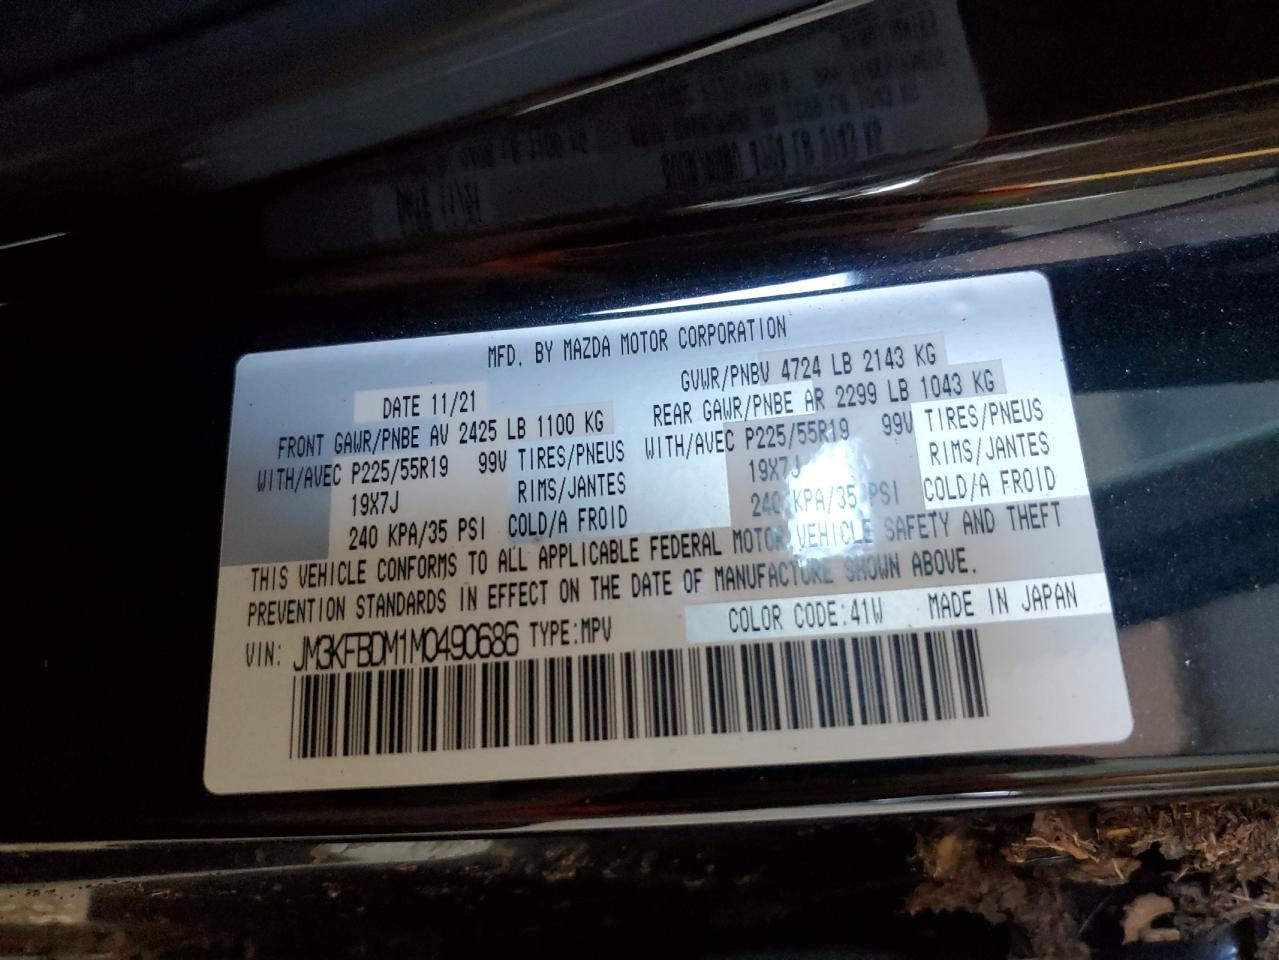 MFD. BY MAZDA MOTOR CORPORATION
DATE 11/21 GVWR/PNBV 4724 LB 2143 KG
FRONT GAWR/PNBE AV 2425 LB 1100 KG REAR GAWR/PNBE AR 2299 LB 1043 KG
WITH/AVEC P225/55R19 99V TIRES/PNEUS WITH/AVEC P225/55R19 99V TIRES/PNEUS
19X7J RIMS/JANTES 19X7J RIMS/JANTES
240 KPA/35 PSI COLD/A FROID 240 KPA/35 PSI COLD/A FROID
THIS VEHICLE CONFORMS TO ALL APPLICABLE FEDERAL MOTOR VEHICLE SAFETY AND THEFT
PREVENTION STANDARDS IN EFFECT ON THE DATE OF MANUFACTURE SHOWN ABOVE.
VIN: JM3KFBDM1M0490686 TYPE:MPV COLOR CODE:41W MADE IN JAPAN